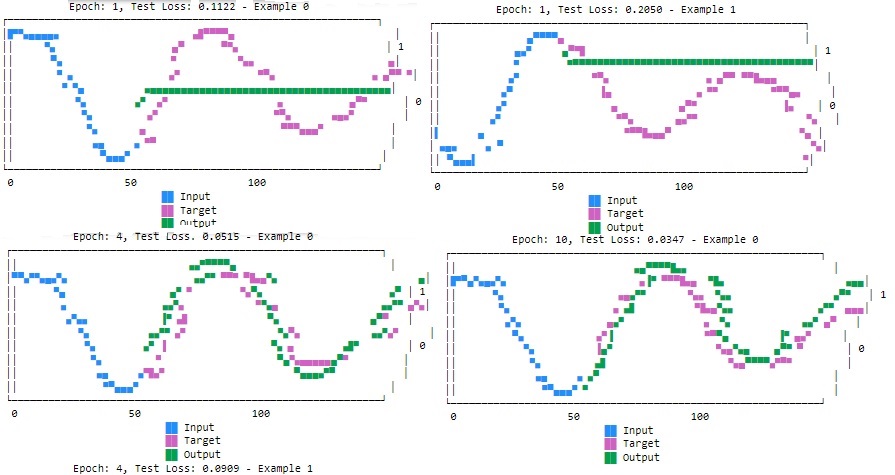 Epoch: 1, Test Loss: 0.1122 - Example 0
1
0
0 50 100
Input
Target
Output
Epoch: 1, Test Loss: 0.2050 - Example 1
1
0
0 50 100
Input
Target
Output
Epoch: 4, Test Loss. 0.0515 - Example 0
1
0
0 50 100
Input
Target
Output
Epoch: 4, Test Loss: 0.0909 - Example 1
Epoch: 10, Test Loss: 0.0347 - Example 0
1
0
0 50 100
Input
Target
Output